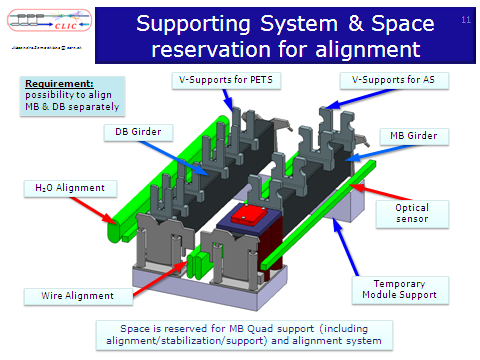 CLIC
Supporting System & Space
reservation for alignment
11
Requirement:
possibility to align
MB & DB separately
V-Supports for PETS
V-Supports for AS
DB Girder
MB Girder
H₂O Alignment
Optical
sensor
Wire Alignment
Temporary
Module Support
Space is reserved for MB Quad support (including
alignment/stabilization/support) and alignment system